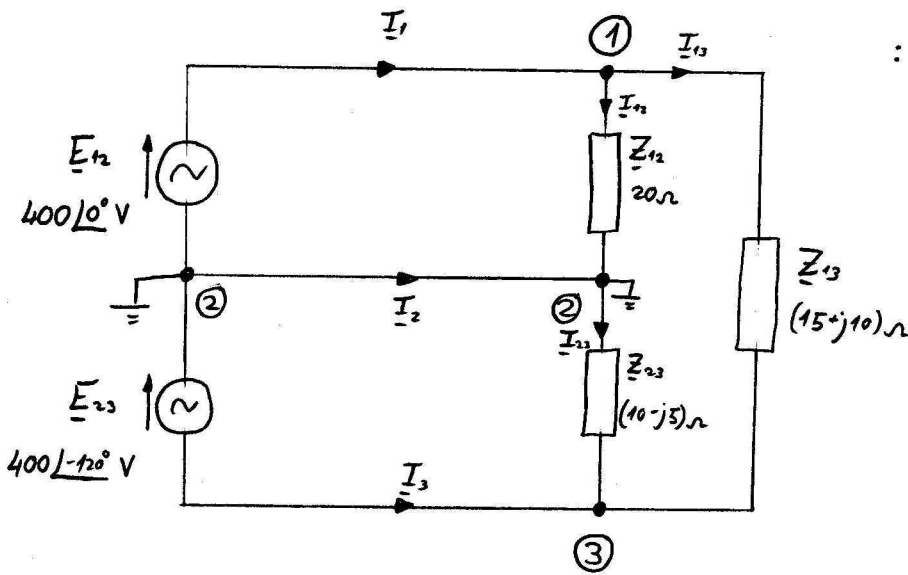 I1
1
I13
:
I12
E12
400∠0° V
Z12
20Ω
2
I2
2
I23
Z13
(15+j10)Ω
E23
400∠-120° V
Z23
(10-j5)Ω
I3
3